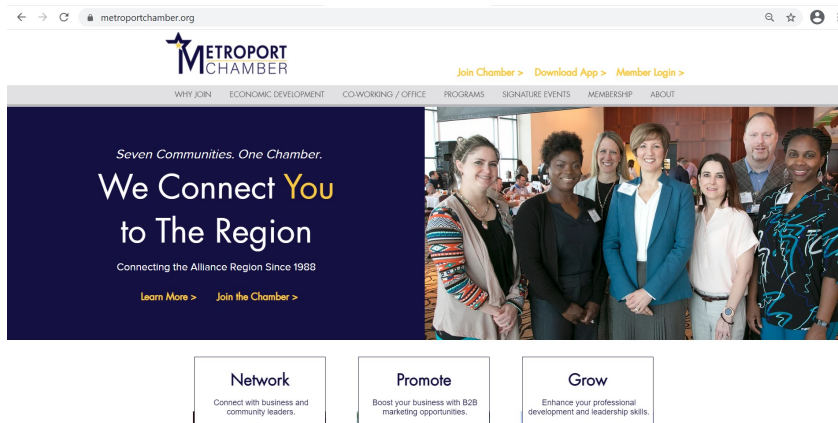 metroportchamber.org
METROPORT
CHAMBER
Join Chamber > Download App > Member Login >
WHY JOIN ECONOMIC DEVELOPMENT CO-WORKING / OFFICE PROGRAMS SIGNATURE EVENTS MEMBERSHIP ABOUT
Seven Communities. One Chamber.
We Connect You
to The Region
Connecting the Alliance Region Since 1988
Learn More > Join the Chamber >
Network
Connect with business and
community leaders.
Promote
Boost your business with B2B
marketing opportunities.
Grow
Enhance your professional
development and leadership skills.